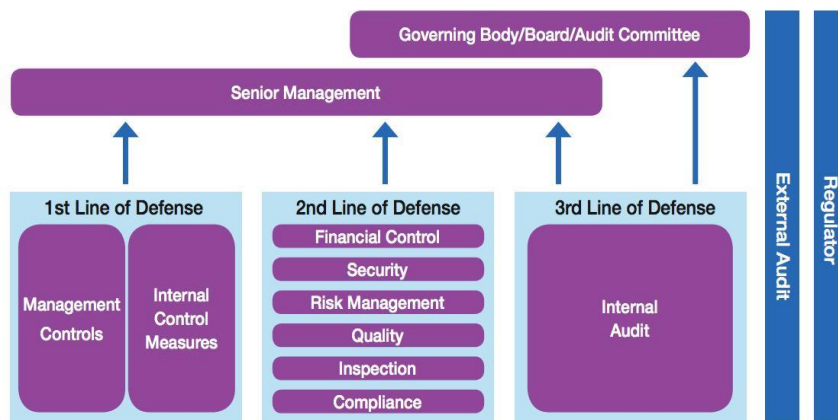 Governing Body/Board/Audit Committee
Senior Management
1st Line of Defense
Management
Controls
Internal
Control
Measures
2nd Line of Defense
Financial Control
Security
Risk Management
Quality
Inspection
Compliance
3rd Line of Defense
Internal
Audit
External Audit
Regulator